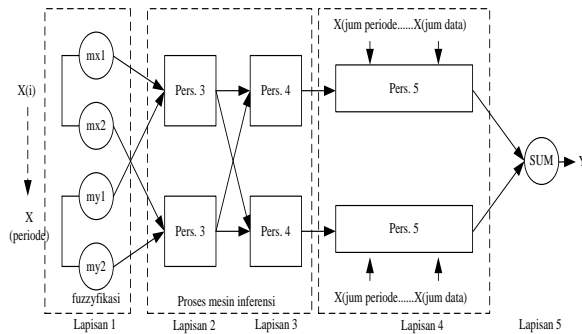 X(jum periode......X(jum data)
mx1
Pers. 3
Pers. 4
Pers. 5
X(i)
mx2
SUM
Y
my1
X
(periode)
Pers. 3
Pers. 4
Pers. 5
my2
fuzzyfikasi
Proses mesin inferensi
X(jum periode......X(jum data)
Lapisan 1
Lapisan 2
Lapisan 3
Lapisan 4
Lapisan 5